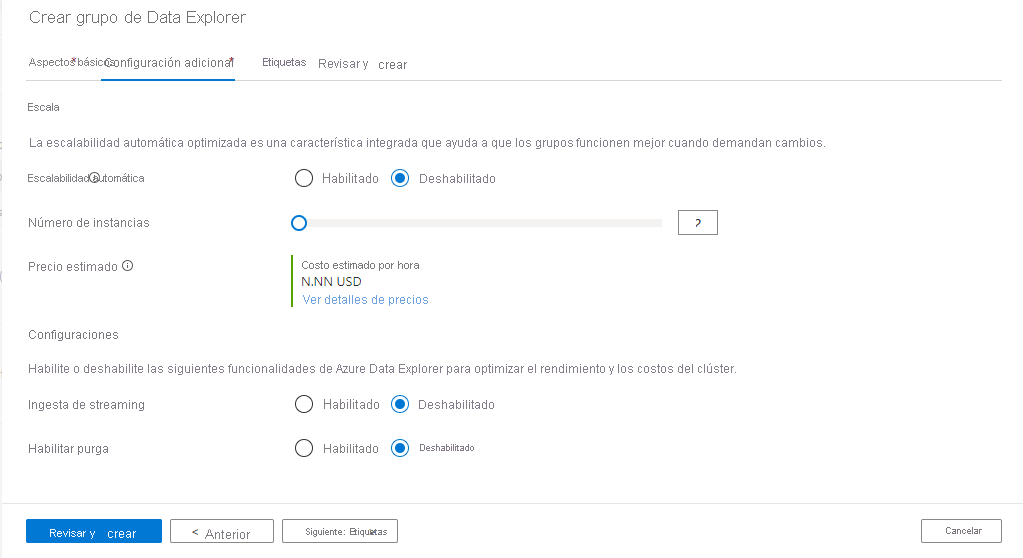 Crear grupo de Data Explorer
Aspectos básicos * Configuración adicional * Etiquetas Revisar y crear
Escala
La escalabilidad automática optimizada es una característica integrada que ayuda a que los grupos funcionen mejor cuando demandan cambios.
Escalabilidad automática Habilitado Deshabilitado
Número de instancias 2
Precio estimado Costo estimado por hora
N.NN USD
Ver detalles de precios
Configuraciones
Habilite o deshabilite las siguientes funcionalidades de Azure Data Explorer para optimizar el rendimiento y los costos del clúster.
Ingesta de streaming Habilitado Deshabilitado
Habilitar purga Habilitado Deshabilitado
Revisar y crear < Anterior Siguiente: Etiquetas Cancelar